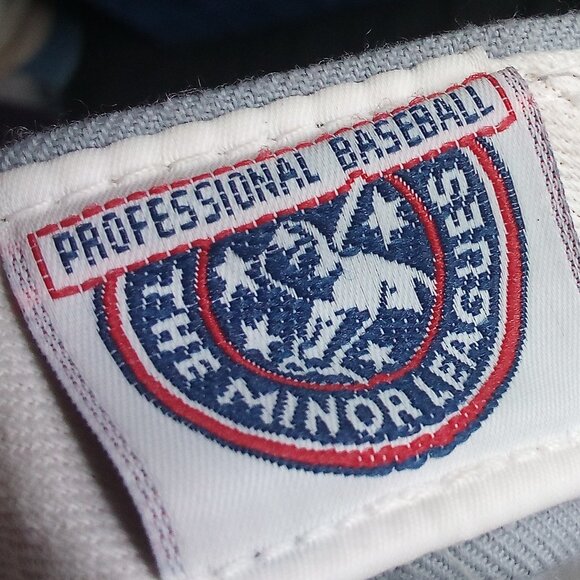 PROFESSIONAL BASEBALL
THE MINOR LEAGUES